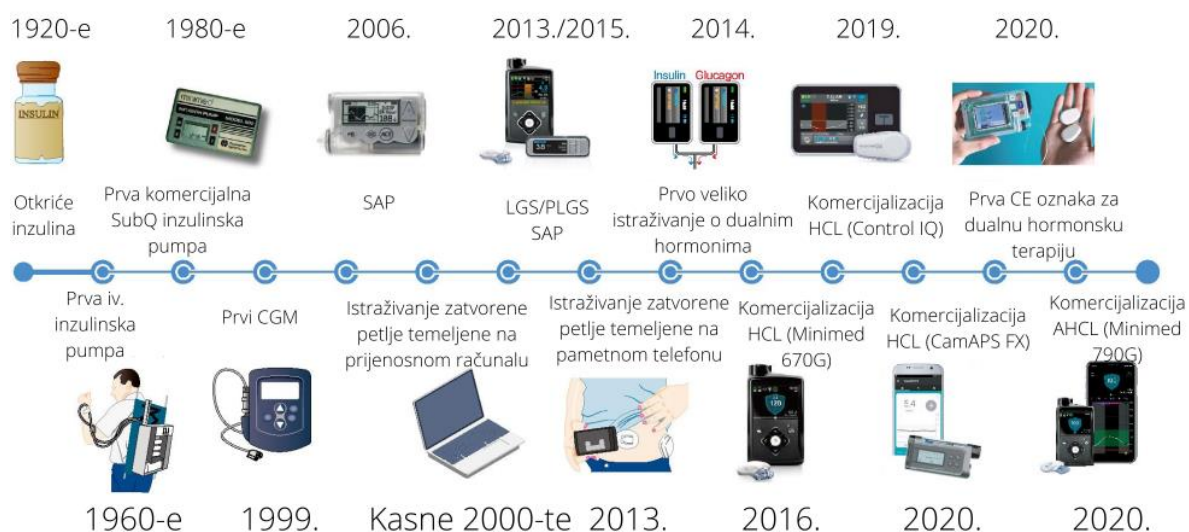 1920-e
1980-e
2006.
2013./2015.
2014.
2019.
2020.
INSULIN
Insulin
Glucagon
Otkriće
inzulina
Prva komercijalna
SubQ inzulinska
pumpa
SAP
LGS/PLGS
SAP
Prvo veliko
istraživanje o dualnim
hormonima
Komercijalizacija
HCL (Control IQ)
Prva CE oznaka za
dualnu hormonsku
terapiju
Prva iv.
inzulinska
pumpa
Prvi CGM
Istraživanje zatvorene
petlje temeljene na
prijenosnom računalu
Istraživanje zatvorene
petlje temeljene na
pametnom telefonu
Komercijalizacija
HCL (Minimed
670G)
Komercijalizacija
HCL (CamAPS FX)
Komercijalizacija
AHCL (Minimed
790G)
1960-e
1999.
Kasne 2000-te
2013.
2016.
2020.
2020.